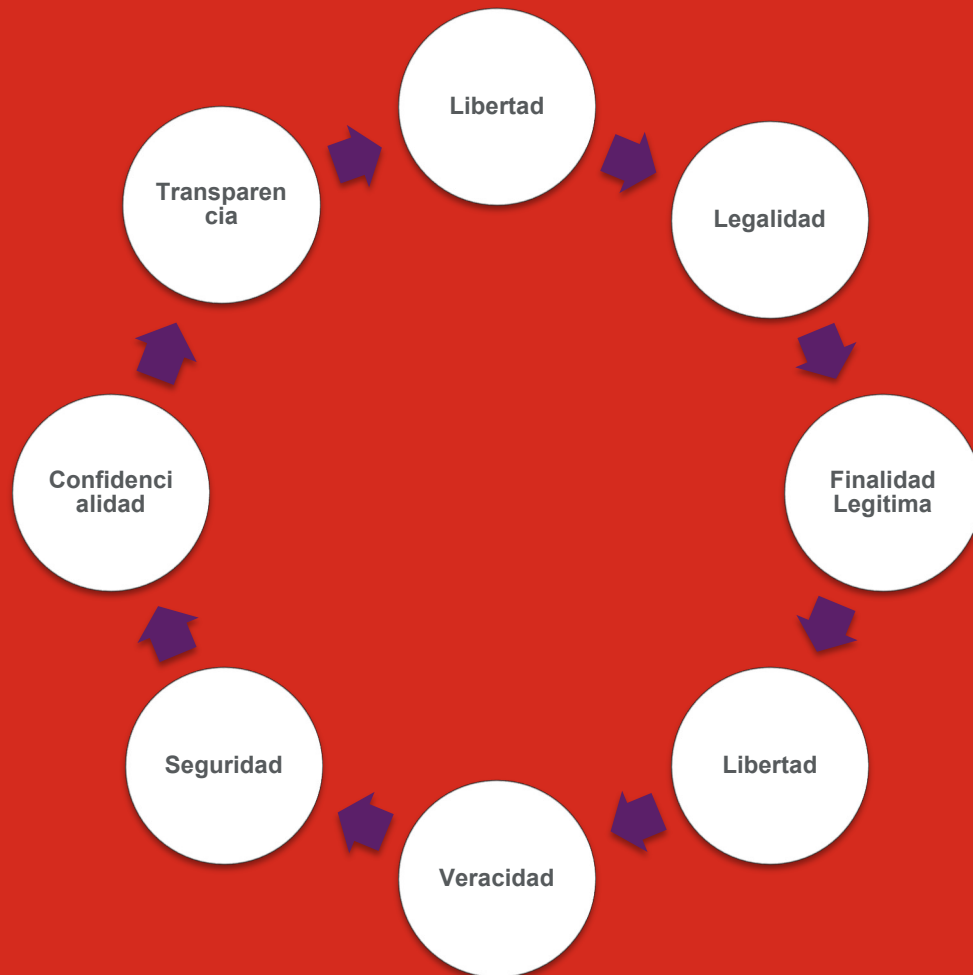 Libertad
Legalidad
Finalidad
Legitima
Libertad
Veracidad
Seguridad
Confidenci
alidad
Transparen
cia